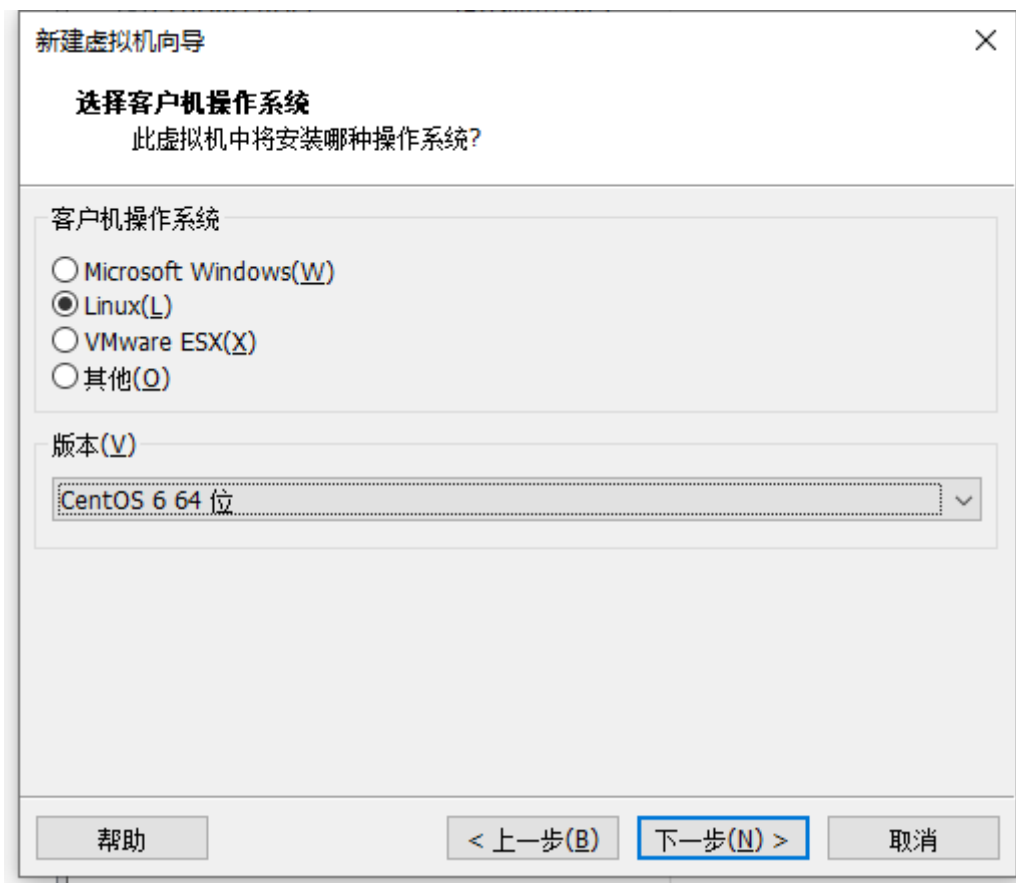 新建虚拟机向导
选择客户机操作系统
此虚拟机中将安装哪种操作系统?
客户机操作系统
Microsoft Windows(W)
Linux(L)
VMware ESX(X)
其他(O)
版本(V)
CentOS 6 64 位
帮助
< 上一步(B)
下一步(N) >
取消